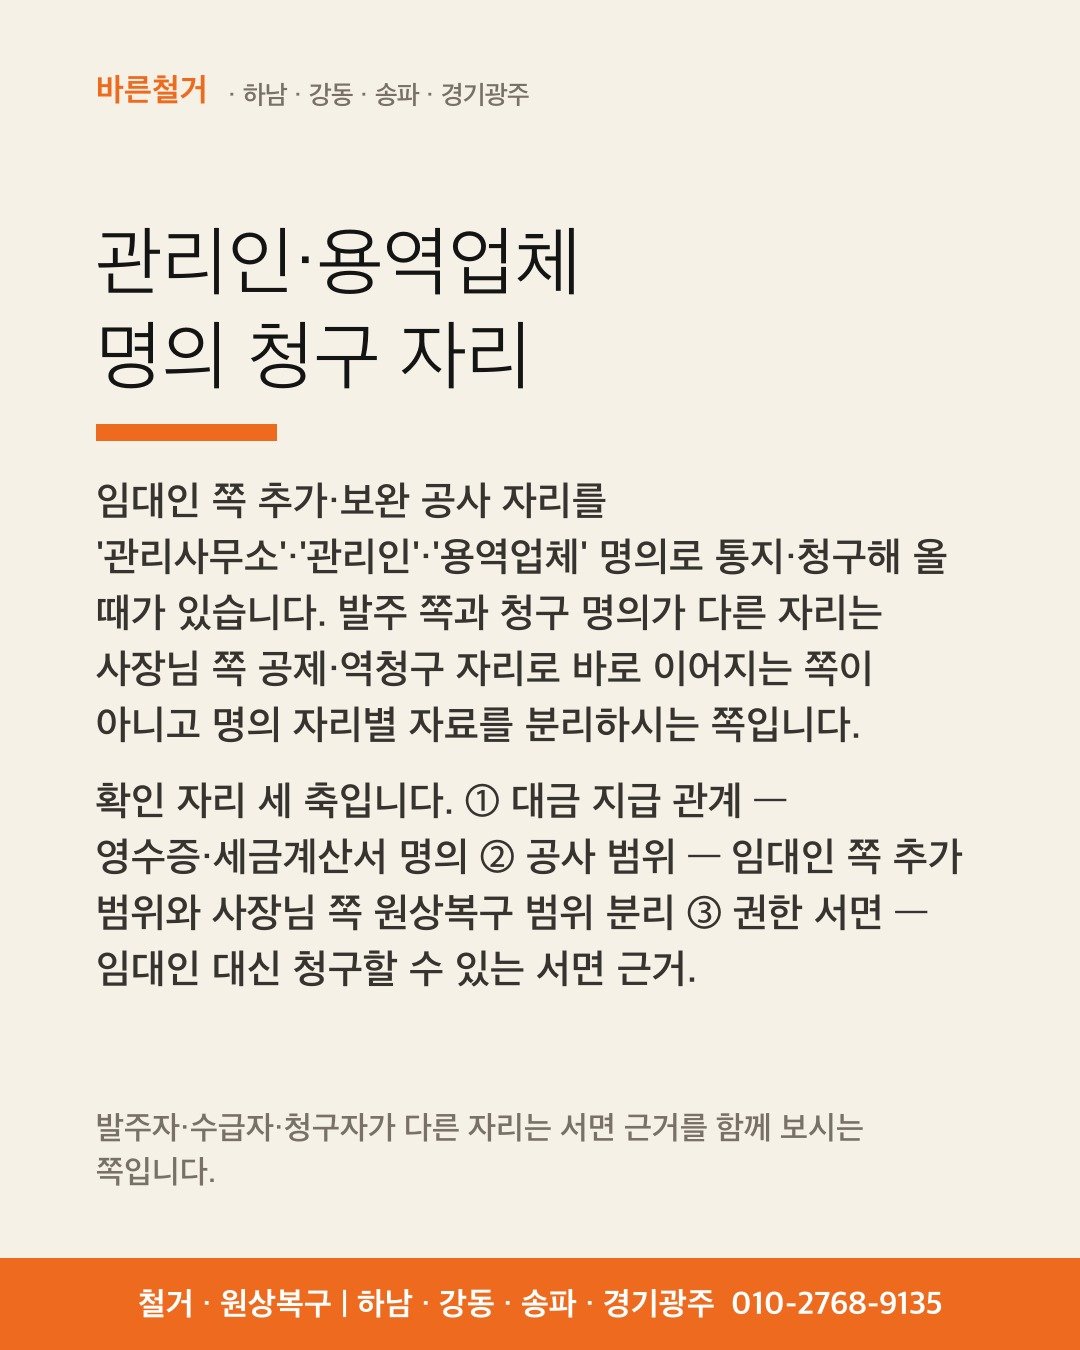 바른철거 · 하남 · 강동 · 송파 · 경기광주
관리인·용역업체
명의 청구 자리
임대인 쪽 추가·보완 공사 자리를
'관리사무소'·'관리인'·'용역업체' 명의로 통지·청구해 올
때가 있습니다. 발주 쪽과 청구 명의가 다른 자리는
사장님 쪽 공제·역청구 자리로 바로 이어지는 쪽이
아니고 명의 자리별 자료를 분리하시는 쪽입니다.
확인 자리 세 축입니다. ① 대금 지급 관계 —
영수증·세금계산서 명의 ② 공사 범위 — 임대인 쪽 추가
범위와 사장님 쪽 원상복구 범위 분리 ③ 권한 서면 —
임대인 대신 청구할 수 있는 서면 근거.
발주자·수급자·청구자가 다른 자리는 서면 근거를 함께 보시는
쪽입니다.
철거 · 원상복구 | 하남 · 강동 · 송파 · 경기광주 010-2768-9135